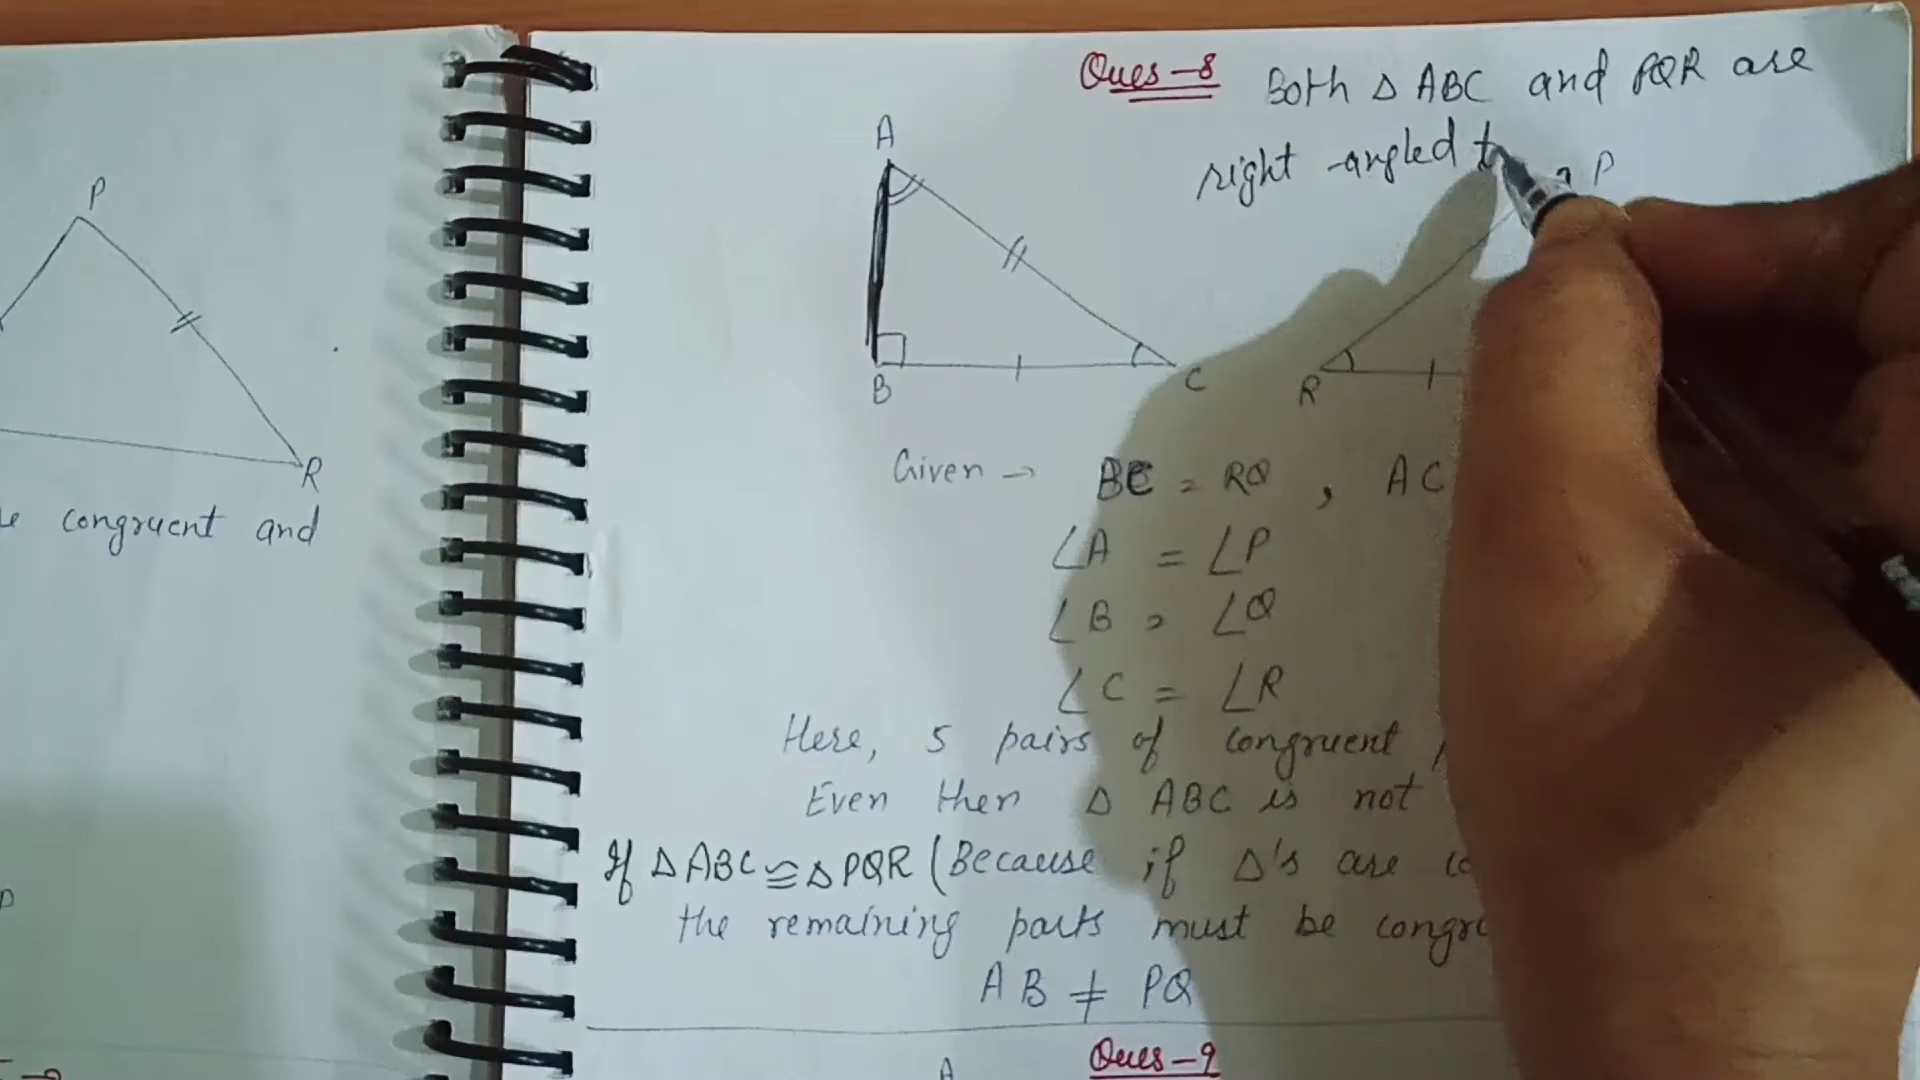 Ques-8 Both Δ ABC and PQR are
right-angled
A
P
P
B
C
R
R
Given → BC = RQ , AC
∠A = ∠P
∠B = ∠Q
∠C = ∠R
Here, 5 pairs of congruent
Even then Δ ABC is not
If Δ ABC ≅ Δ PQR (Because if Δ's are
the remaining parts must be
AB ≠ PQ
Ques-9
A
congruent and